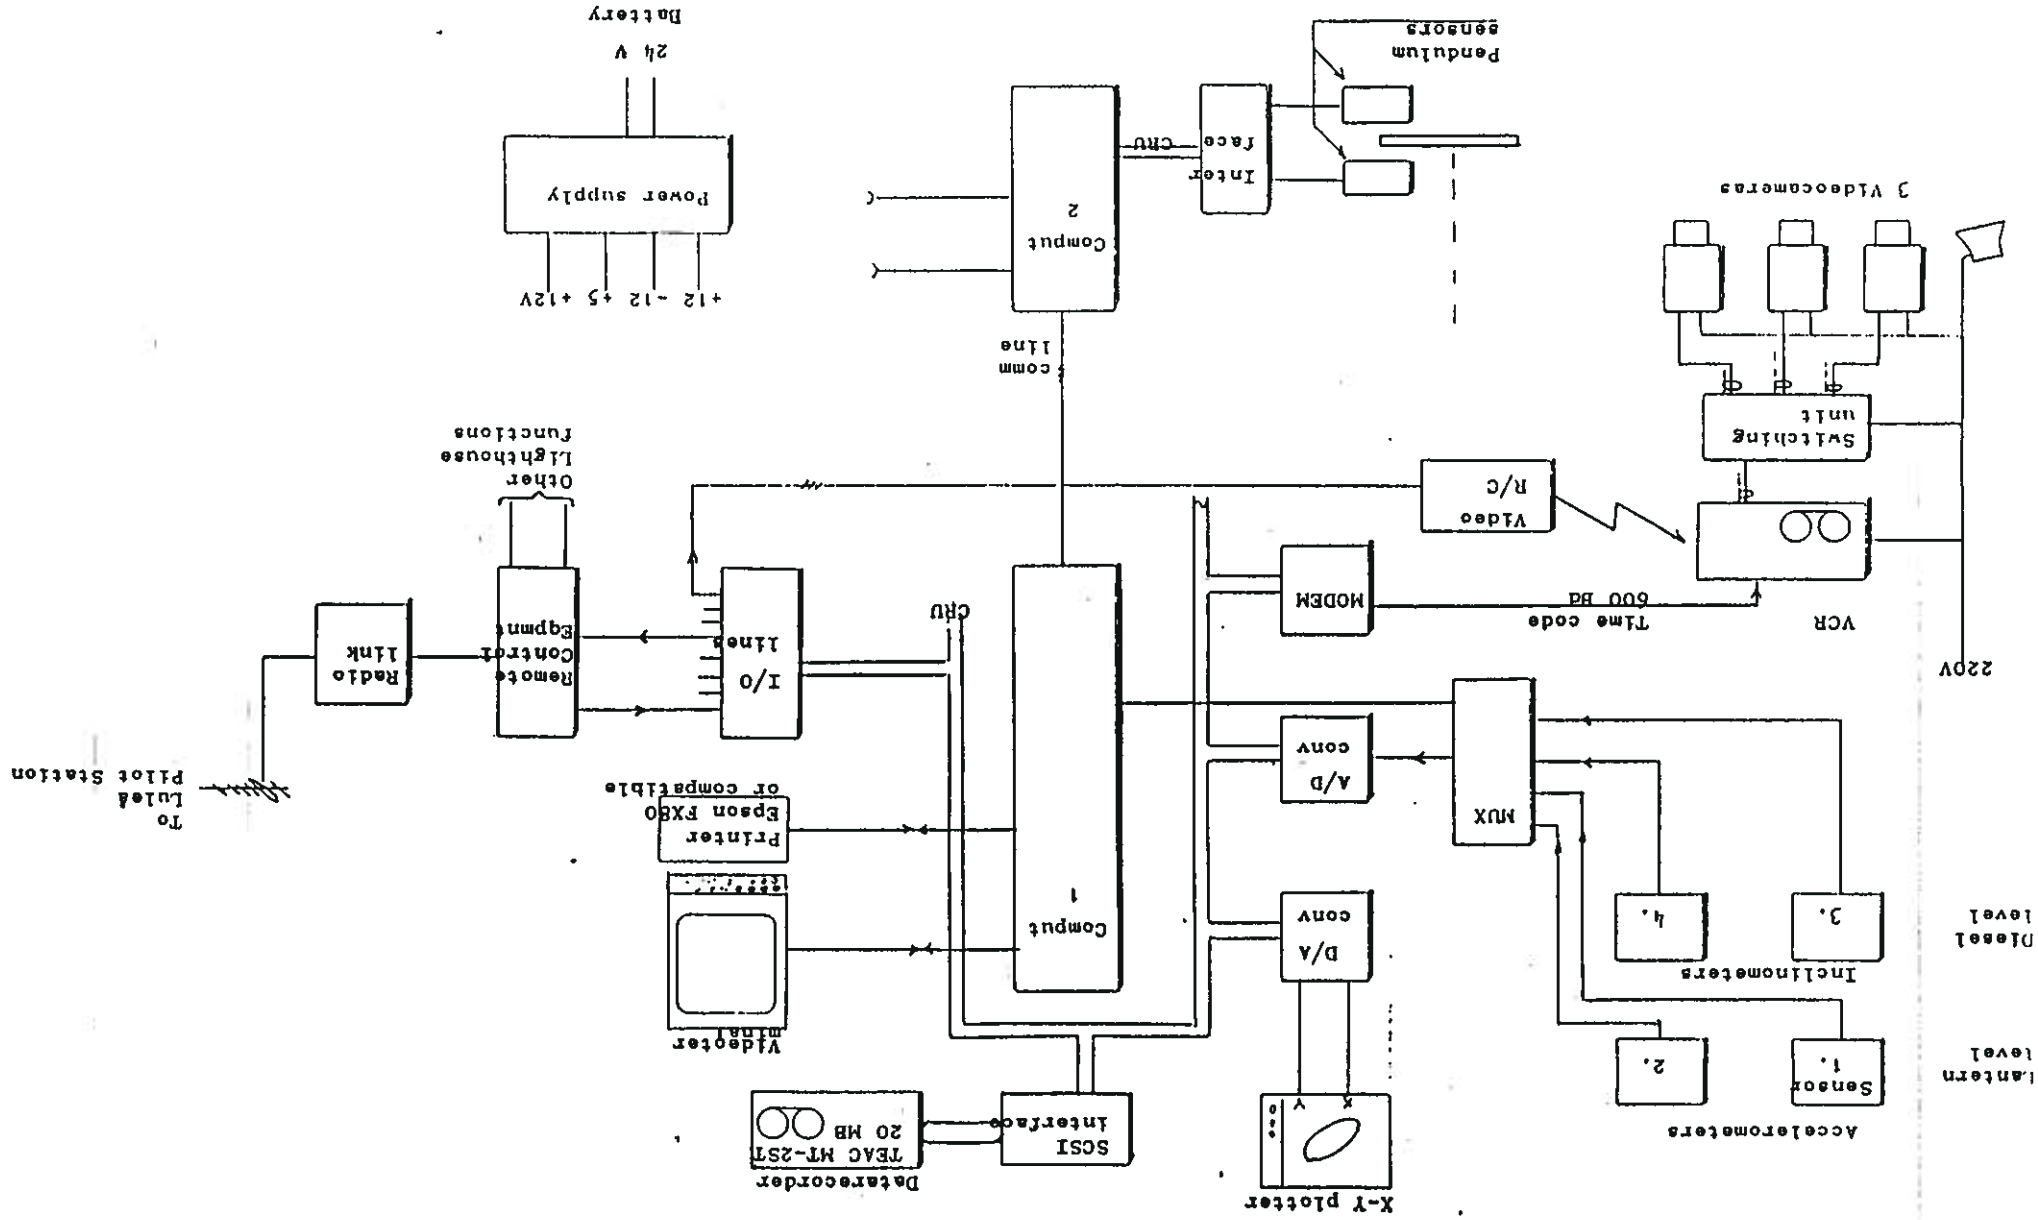 X-Y plotter
X
Y
Datarecorder
TEAC MT-2ST
20 MB
SCSI
interface
Accelerometers
Sensor
1.
2.
Lantern
level
Inclinometers
3.
4.
Diesel
level
Videoter
minal
D/A
conv
Comput
1
Printer
Epson FX80
or compatible
MUX
A/D
conv
To
Luleå
Pilot Station
220V
I/O
lines
Remote
Control
Eqpmnt
Radio
link
VCR
Time code
600 Bd
MODEM
CRU
Video
R/C
Other
Lighthouse
functions
Switching
unit
comm
line
+12 -12 +5 +12V
3 Videocameras
Comput
2
Inter
face
CRU
Power supply
Pendulum
sensors
24 V
Battery